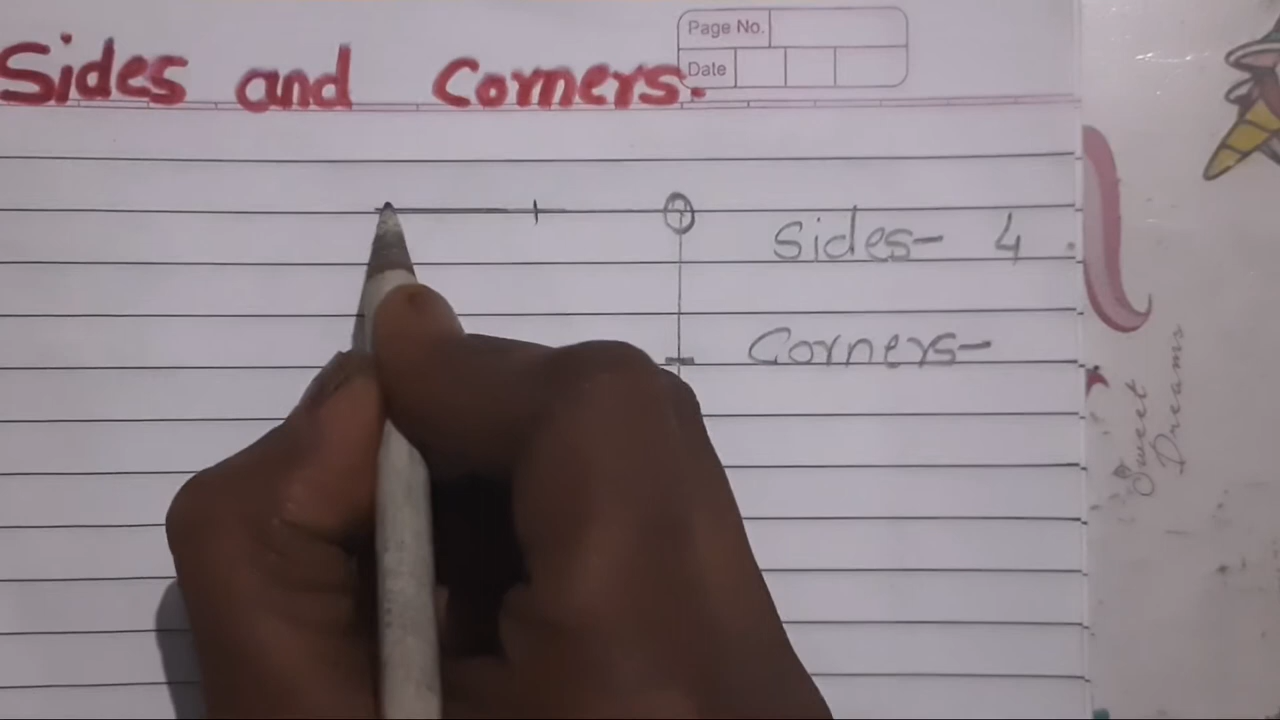 Page No.
Sides and Corners.
Date
Sides- 4.
Corners-
Sweet
Dreams